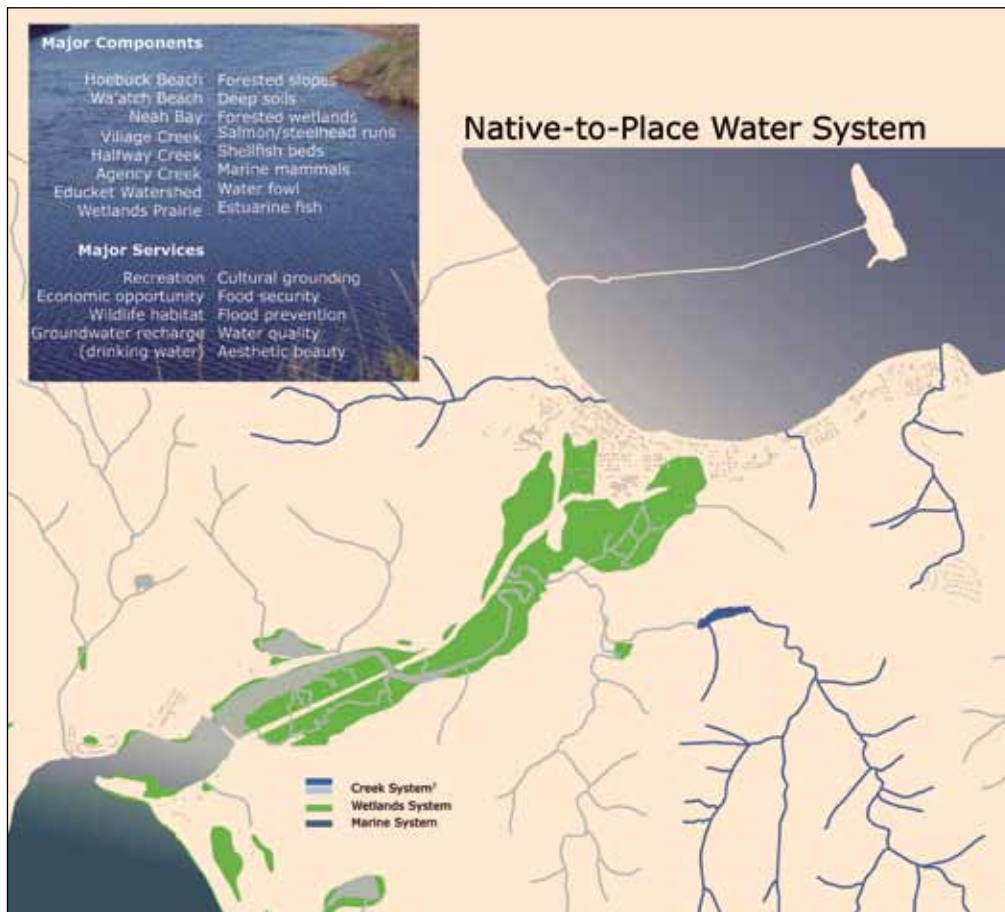 Major Components
Hoebuck Beach Forested slopes
Wa'atch Beach Deep soils
Neah Bay Forested wetlands
Village Creek Salmon/steelhead runs
Halfway Creek Shellfish beds
Agency Creek Marine mammals
Educket Watershed Water fowl
Wetlands Prairie Estuarine fish
Major Services
Recreation Cultural grounding
Economic opportunity Food security
Wildlife habitat Flood prevention
Groundwater recharge Water quality
(drinking water) Aesthetic beauty
Native-to-Place Water System
Creek System
Wetlands System
Marine System